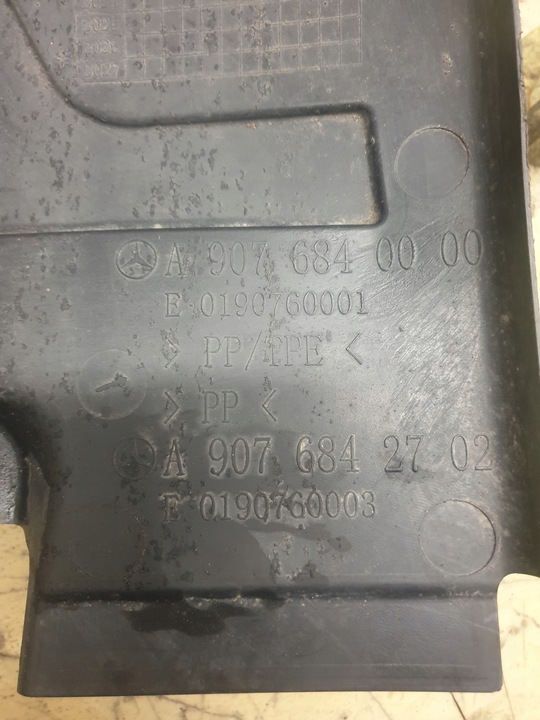 A 907 684 00 00
E 0190760001
> PP/TPE <
> PP <
A 907 684 27 02
E 0190760003